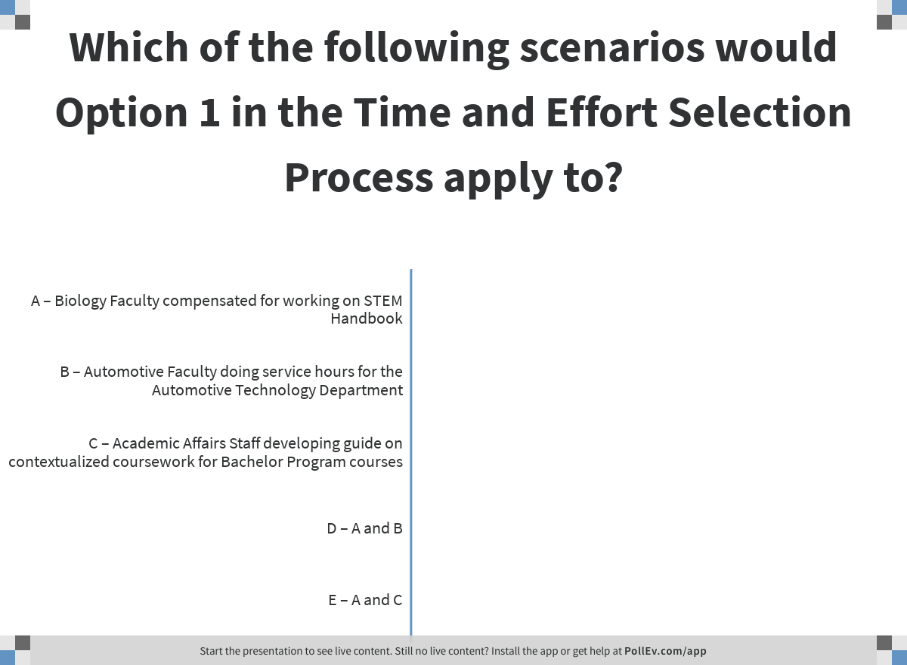 Which of the following scenarios would
Option 1 in the Time and Effort Selection
Process apply to?
A – Biology Faculty compensated for working on STEM
Handbook
B – Automotive Faculty doing service hours for the
Automotive Technology Department
C – Academic Affairs Staff developing guide on
contextualized coursework for Bachelor Program courses
D – A and B
E – A and C
Start the presentation to see live content. Still no live content? Install the app or get help at PollEv.com/app